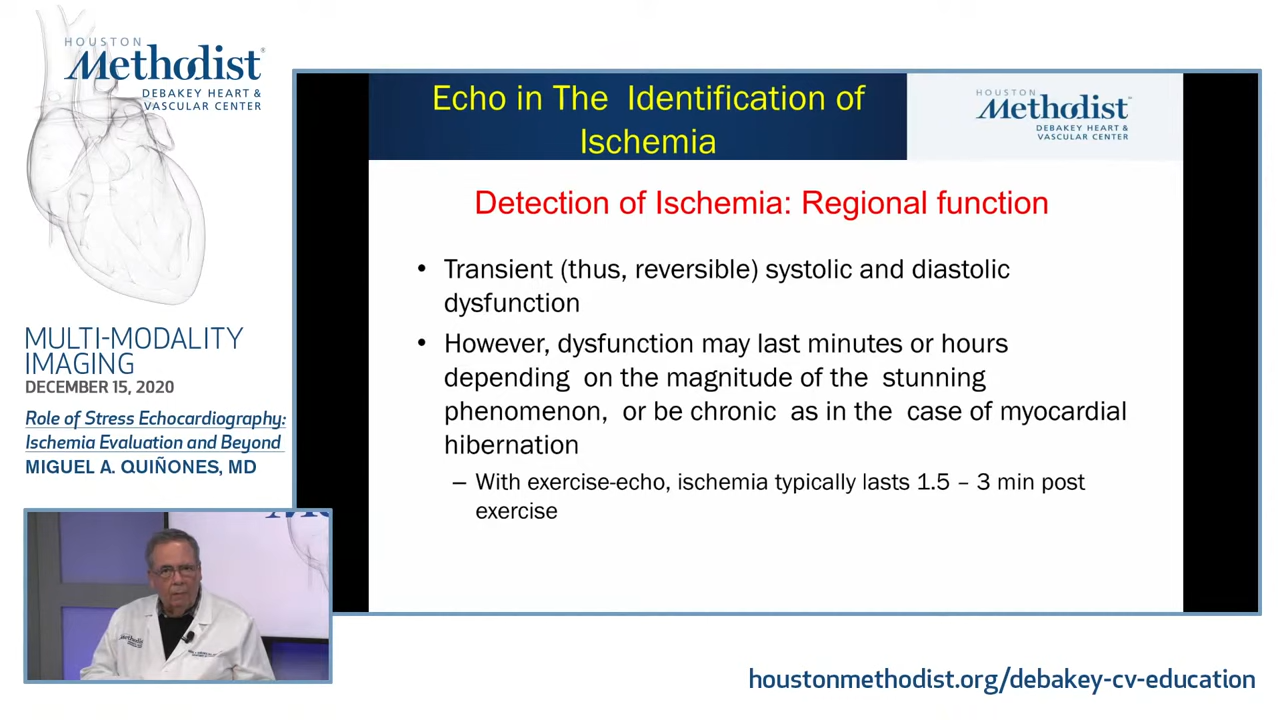 HOUSTON
Methodist
DEBAKEY HEART &
VASCULAR CENTER
MULTI-MODALITY
IMAGING
DECEMBER 15, 2020
Role of Stress Echocardiography:
Ischemia Evaluation and Beyond
MIGUEL A. QUIÑONES, MD
Echo in The Identification of
Ischemia
HOUSTON
Methodist
DEBAKEY HEART &
VASCULAR CENTER
Detection of Ischemia: Regional function
• Transient (thus, reversible) systolic and diastolic
dysfunction
• However, dysfunction may last minutes or hours
depending on the magnitude of the stunning
phenomenon, or be chronic as in the case of myocardial
hibernation
– With exercise-echo, ischemia typically lasts 1.5 – 3 min post
exercise
Methodist
houstonmethodist.org/debakey-cv-education